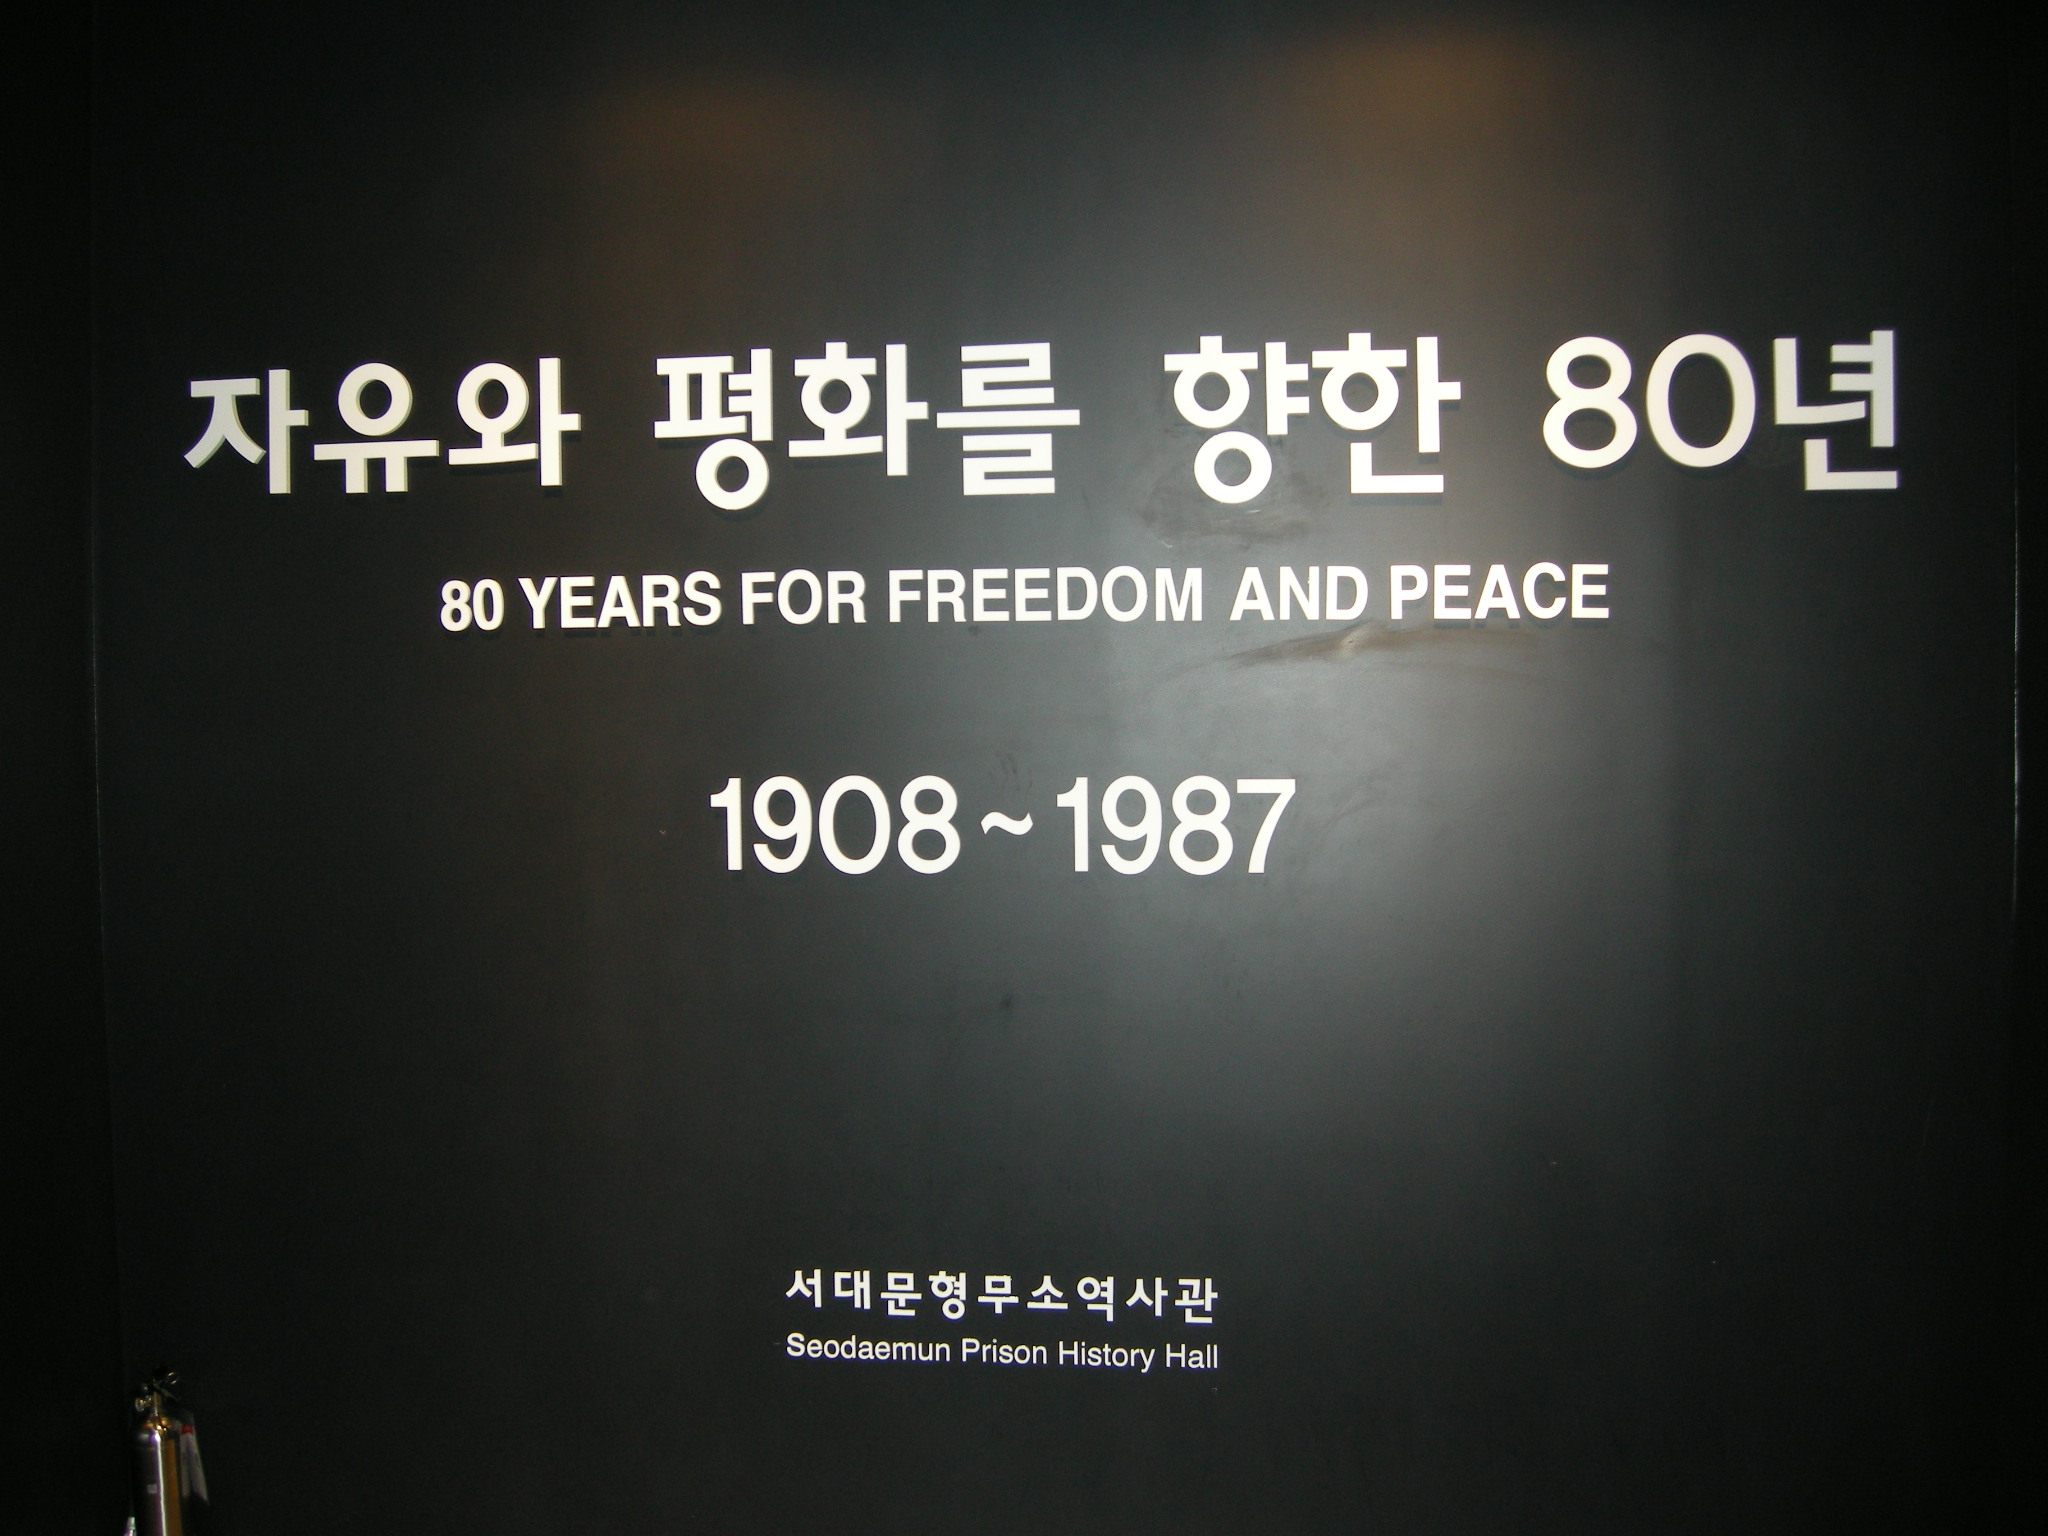 자유와 평화를 향한 80년
80 YEARS FOR FREEDOM AND PEACE
1908~1987
서대문형무소역사관
Seodaemun Prison History Hall